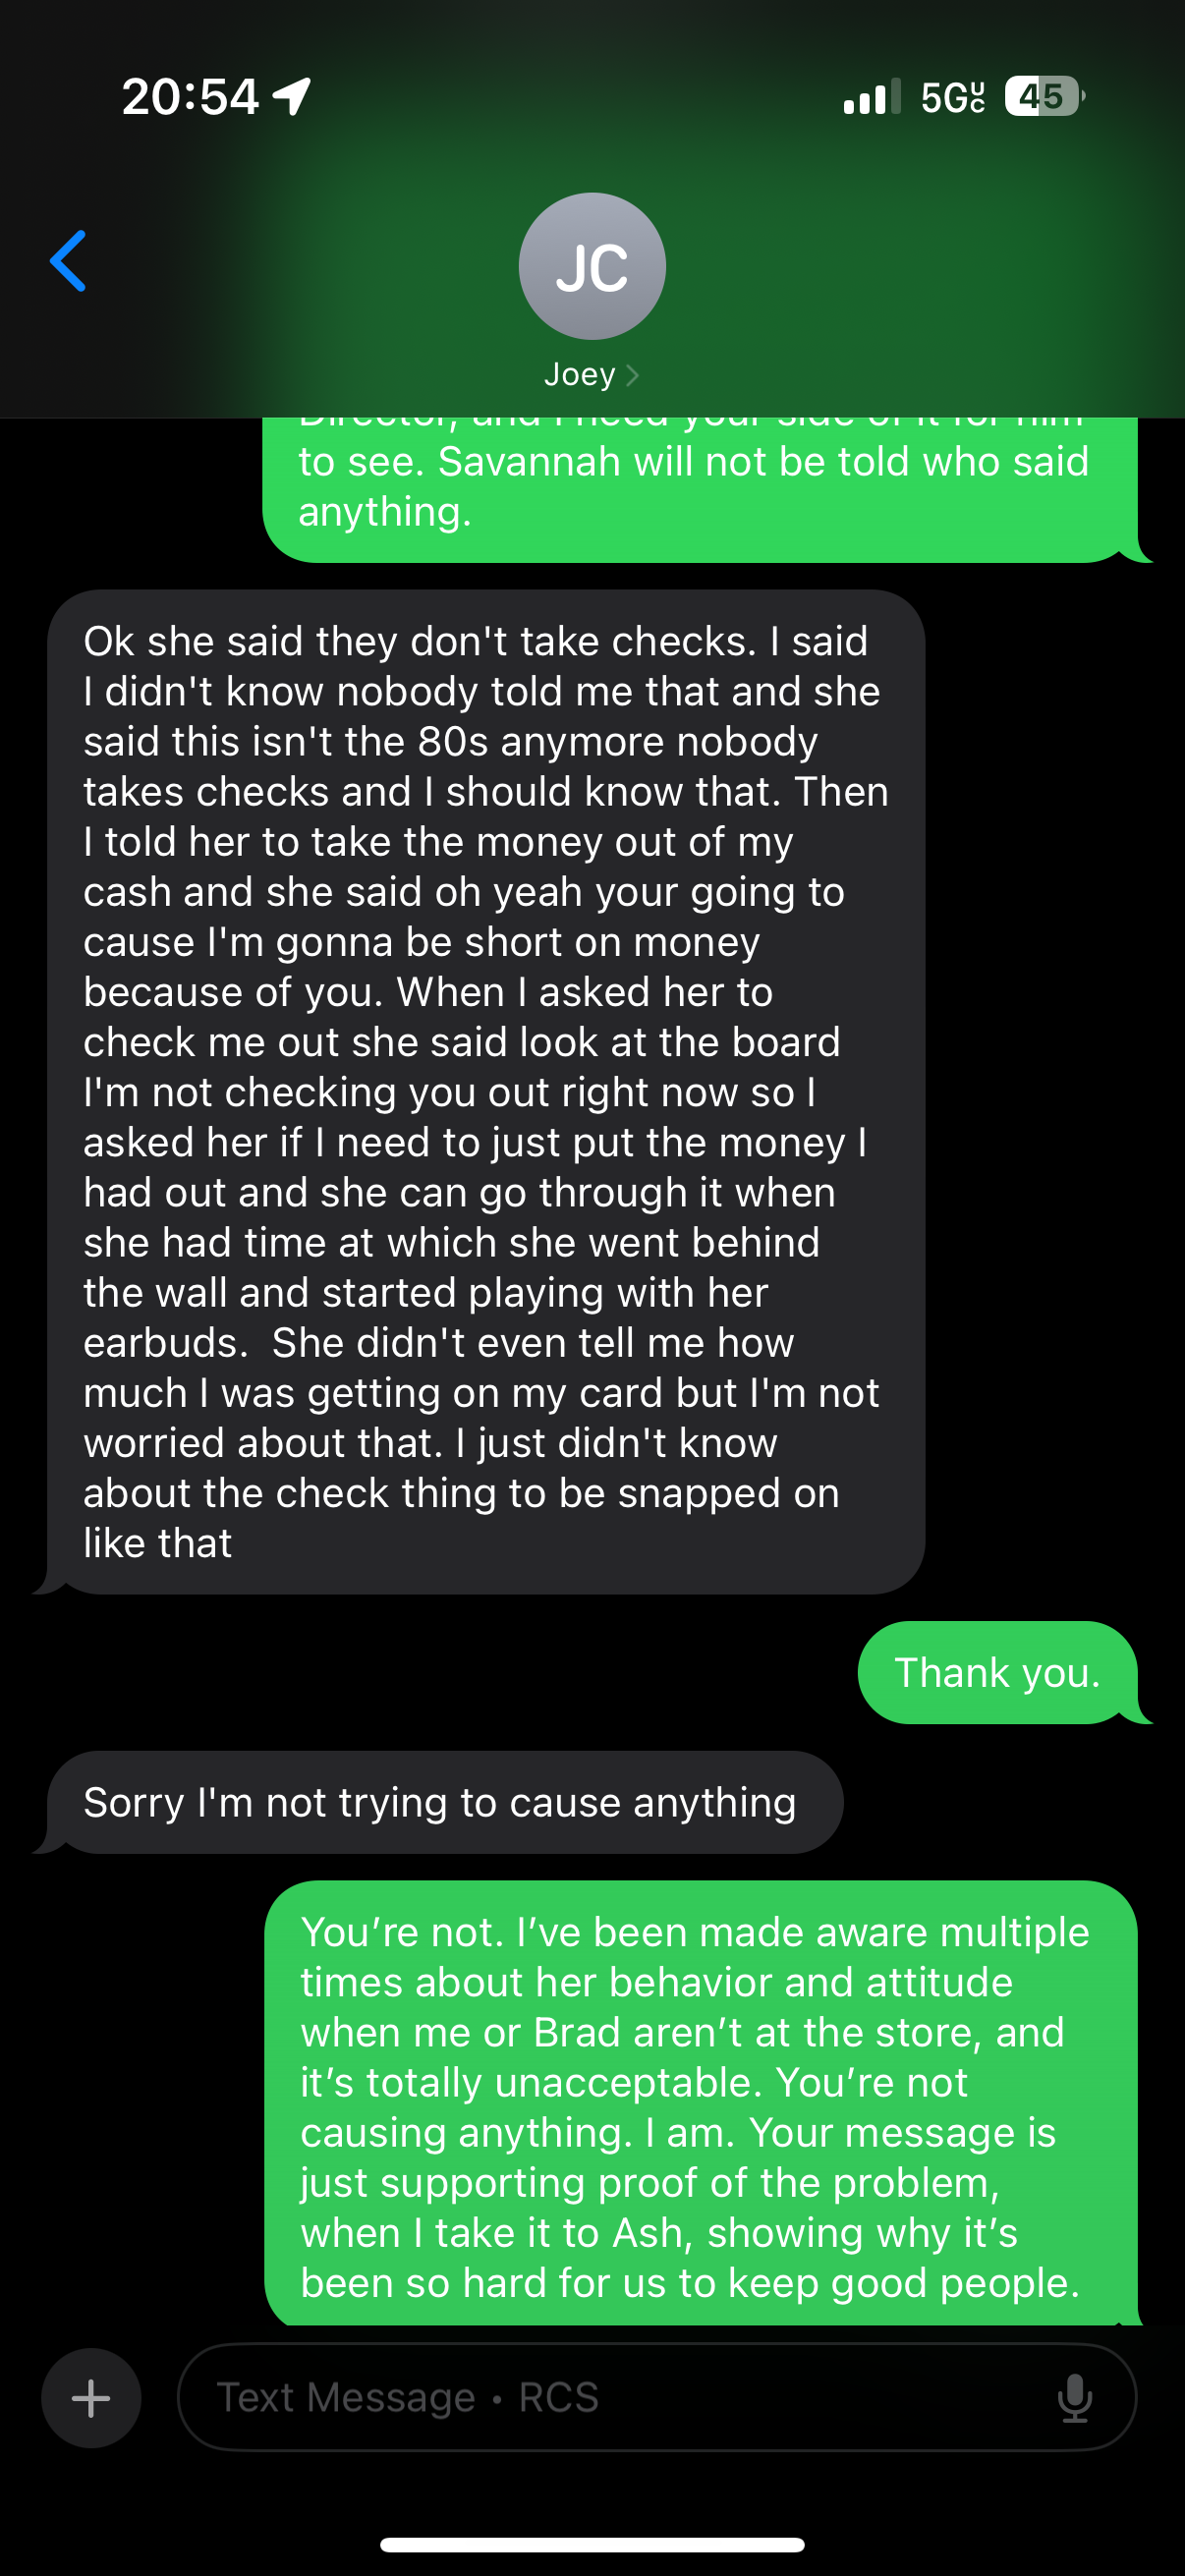 20:54
5G UC
45
JC
Joey
Director, and I need your side of it for him
to see. Savannah will not be told who said
anything.
Ok she said they don't take checks. I said
I didn't know nobody told me that and she
said this isn't the 80s anymore nobody
takes checks and I should know that. Then
I told her to take the money out of my
cash and she said oh yeah your going to
cause I'm gonna be short on money
because of you. When I asked her to
check me out she said look at the board
I'm not checking you out right now so I
asked her if I need to just put the money I
had out and she can go through it when
she had time at which she went behind
the wall and started playing with her
earbuds.  She didn't even tell me how
much I was getting on my card but I'm not
worried about that. I just didn't know
about the check thing to be snapped on
like that
Thank you.
Sorry I'm not trying to cause anything
You’re not. I’ve been made aware multiple
times about her behavior and attitude
when me or Brad aren’t at the store, and
it’s totally unacceptable. You’re not
causing anything. I am. Your message is
just supporting proof of the problem,
when I take it to Ash, showing why it’s
been so hard for us to keep good people.
Text Message • RCS